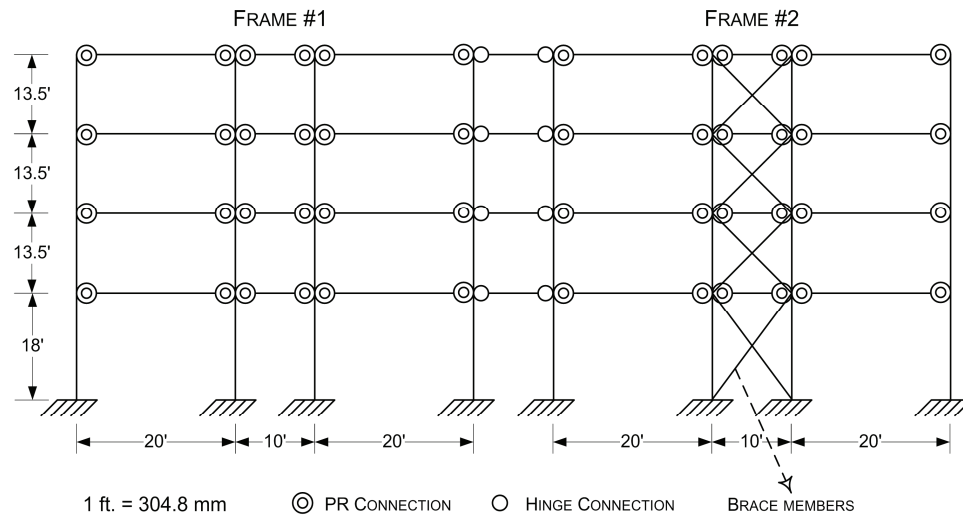 FRAME #1
FRAME #2
13.5'
13.5'
13.5'
18'
20'
10'
20'
20'
10'
20'
1 ft. = 304.8 mm
PR CONNECTION
HINGE CONNECTION
BRACE MEMBERS